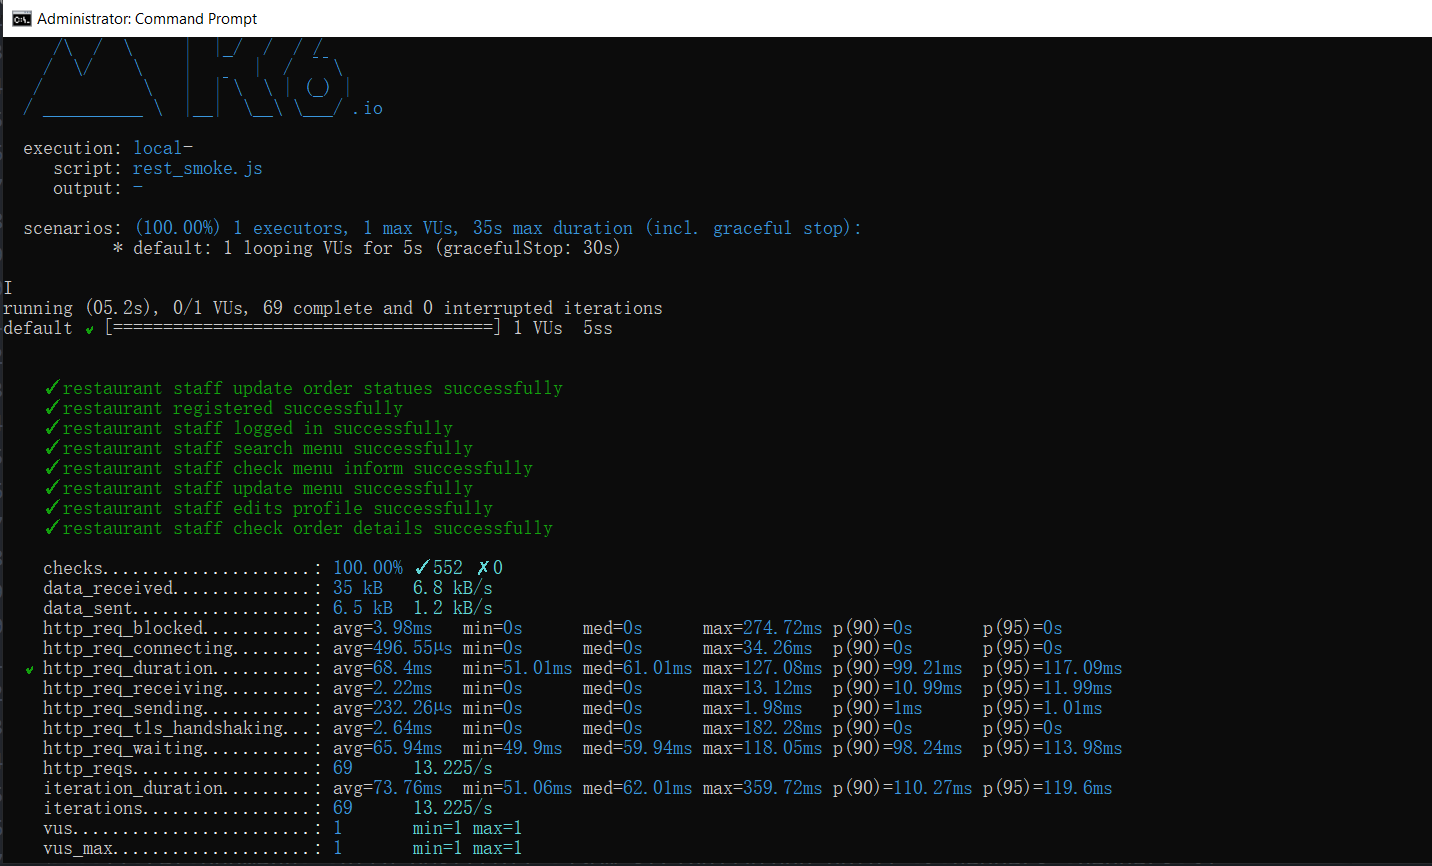 Administrator: Command Prompt
.io
execution: local-
script: rest_smoke.js
output: -
scenarios: (100.00%) 1 executors, 1 max VUs, 35s max duration (incl. graceful stop):
* default: 1 looping VUs for 5s (gracefulStop: 30s)
I
running (05.2s), 0/1 VUs, 69 complete and 0 interrupted iterations
default ✓ [======================================] 1 VUs  5ss
✓restaurant staff update order statues successfully
✓restaurant registered successfully
✓restaurant staff logged in successfully
✓restaurant staff search menu successfully
✓restaurant staff check menu inform successfully
✓restaurant staff update menu successfully
✓restaurant staff edits profile successfully
✓restaurant staff check order details successfully
checks.....................: 100.00% ✓552 ✗0
data_received..............: 35 kB   6.8 kB/s
data_sent..................: 6.5 kB  1.2 kB/s
http_req_blocked...........: avg=3.98ms   min=0s      med=0s      max=274.72ms p(90)=0s       p(95)=0s
http_req_connecting........: avg=496.55µs min=0s      med=0s      max=34.26ms  p(90)=0s       p(95)=0s
✓ http_req_duration..........: avg=68.4ms   min=51.01ms med=61.01ms max=127.08ms p(90)=99.21ms  p(95)=117.09ms
http_req_receiving.........: avg=2.22ms   min=0s      med=0s      max=13.12ms  p(90)=10.99ms  p(95)=11.99ms
http_req_sending...........: avg=232.26µs min=0s      med=0s      max=1.98ms   p(90)=1ms      p(95)=1.01ms
http_req_tls_handshaking...: avg=2.64ms   min=0s      med=0s      max=182.28ms p(90)=0s       p(95)=0s
http_req_waiting...........: avg=65.94ms  min=49.9ms  med=59.94ms max=118.05ms p(90)=98.24ms  p(95)=113.98ms
http_reqs..................: 69      13.225/s
iteration_duration.........: avg=73.76ms  min=51.06ms med=62.01ms max=359.72ms p(90)=110.27ms p(95)=119.6ms
iterations.................: 69      13.225/s
vus........................: 1       min=1 max=1
vus_max....................: 1       min=1 max=1